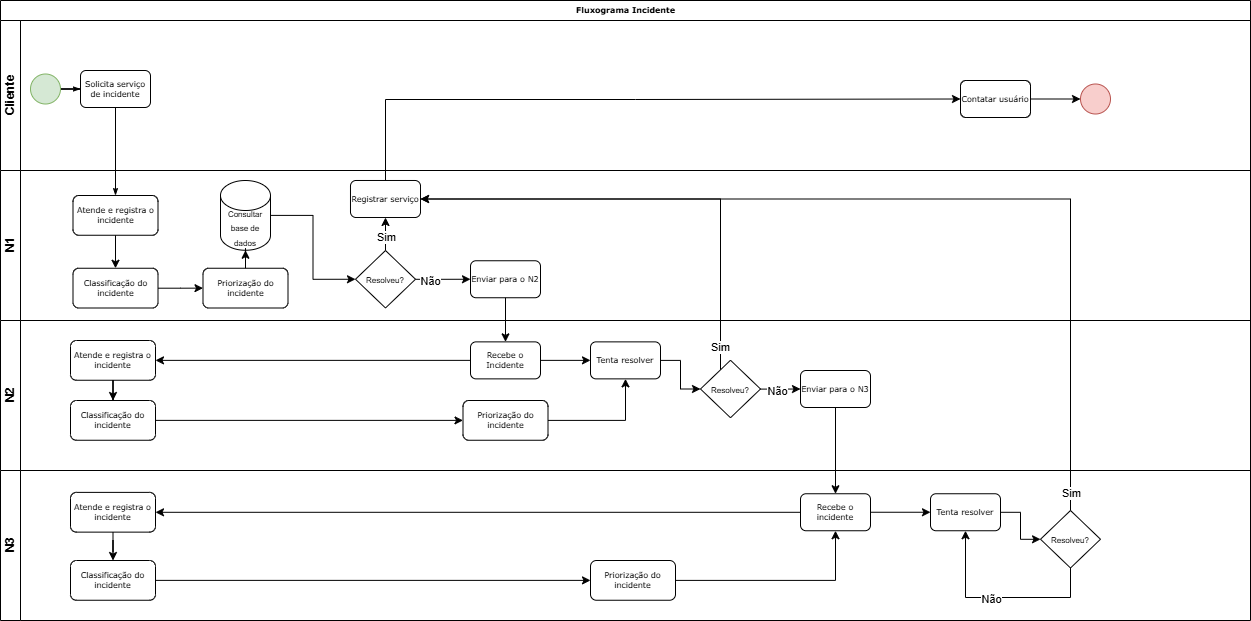 Fluxograma Incidente
Cliente
Solicita serviço
de incidente
Contatar usuário
N1
Atende e registra o
incidente
Classificação do
incidente
Priorização do
incidente
Consultar
base de
dados
Registrar serviço
Sim
Resolveu?
Não
Enviar para o N2
N2
Atende e registra o
incidente
Classificação do
incidente
Recebe o
Incidente
Priorização do
incidente
Tenta resolver
Sim
Resolveu?
Não
Enviar para o N3
N3
Atende e registra o
incidente
Classificação do
incidente
Priorização do
incidente
Recebe o
incidente
Tenta resolver
Sim
Resolveu?
Não